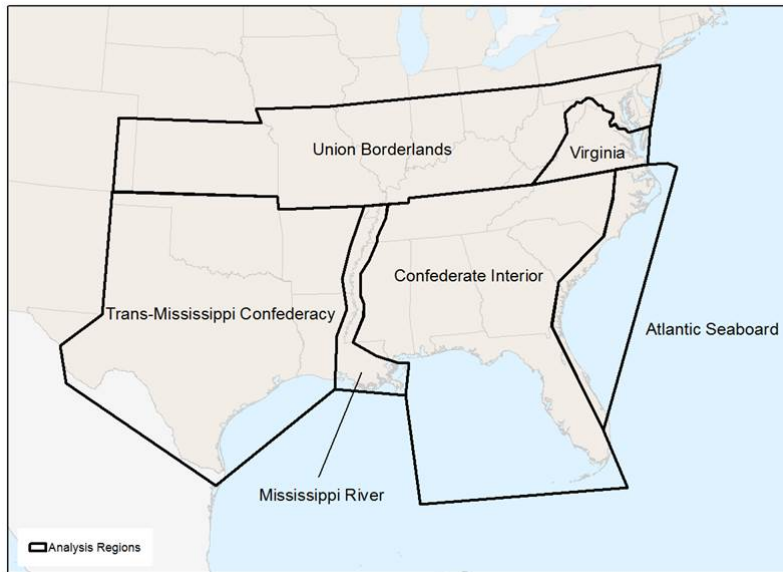 Union Borderlands
Virginia
Confederate Interior
Trans-Mississippi Confederacy
Atlantic Seaboard
Mississippi River
Analysis Regions